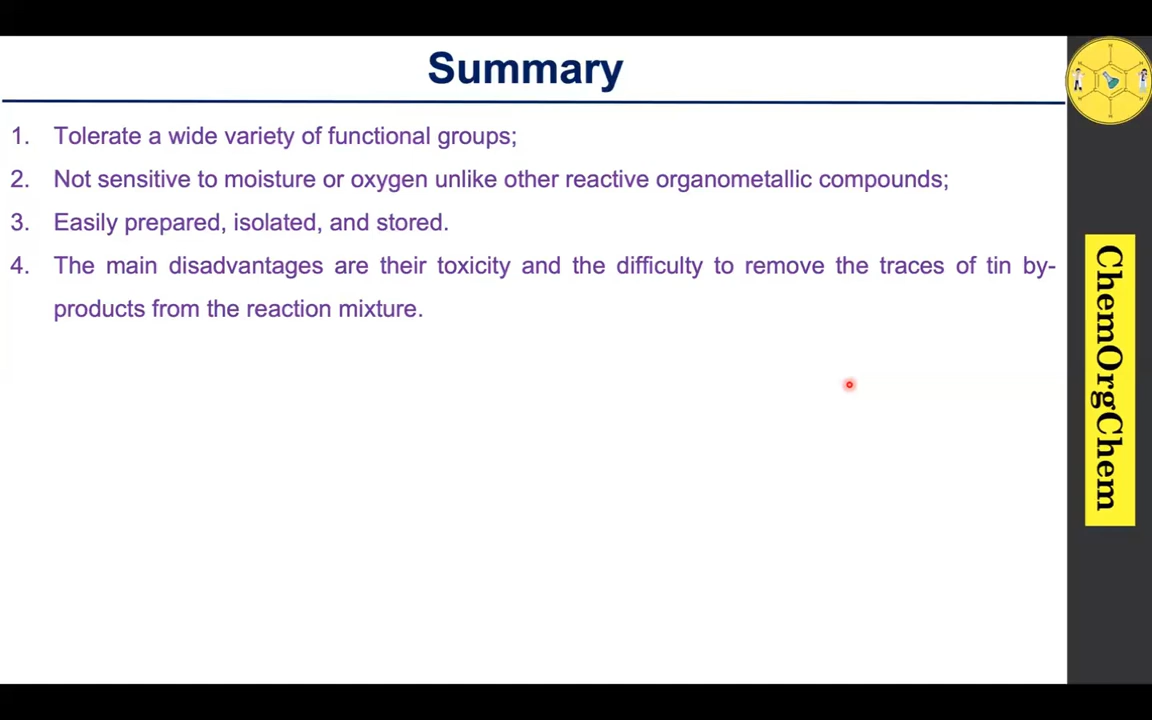 Summary
1. Tolerate a wide variety of functional groups;
2. Not sensitive to moisture or oxygen unlike other reactive organometallic compounds;
3. Easily prepared, isolated, and stored.
4. The main disadvantages are their toxicity and the difficulty to remove the traces of tin by-
products from the reaction mixture.
ChemOrgChem